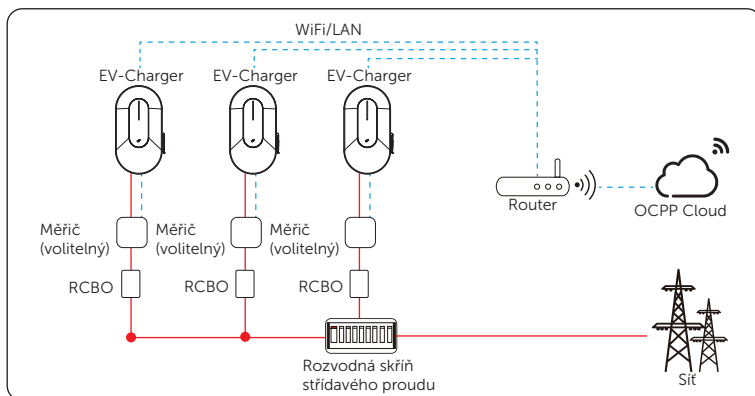 WiFi/LAN
EV-Charger
EV-Charger
EV-Charger
Router
OCPP Cloud
Měřič
(volitelný)
Měřič
(volitelný)
Měřič
(volitelný)
RCBO
RCBO
RCBO
Rozvodná skříň
střídavého proudu
Síť